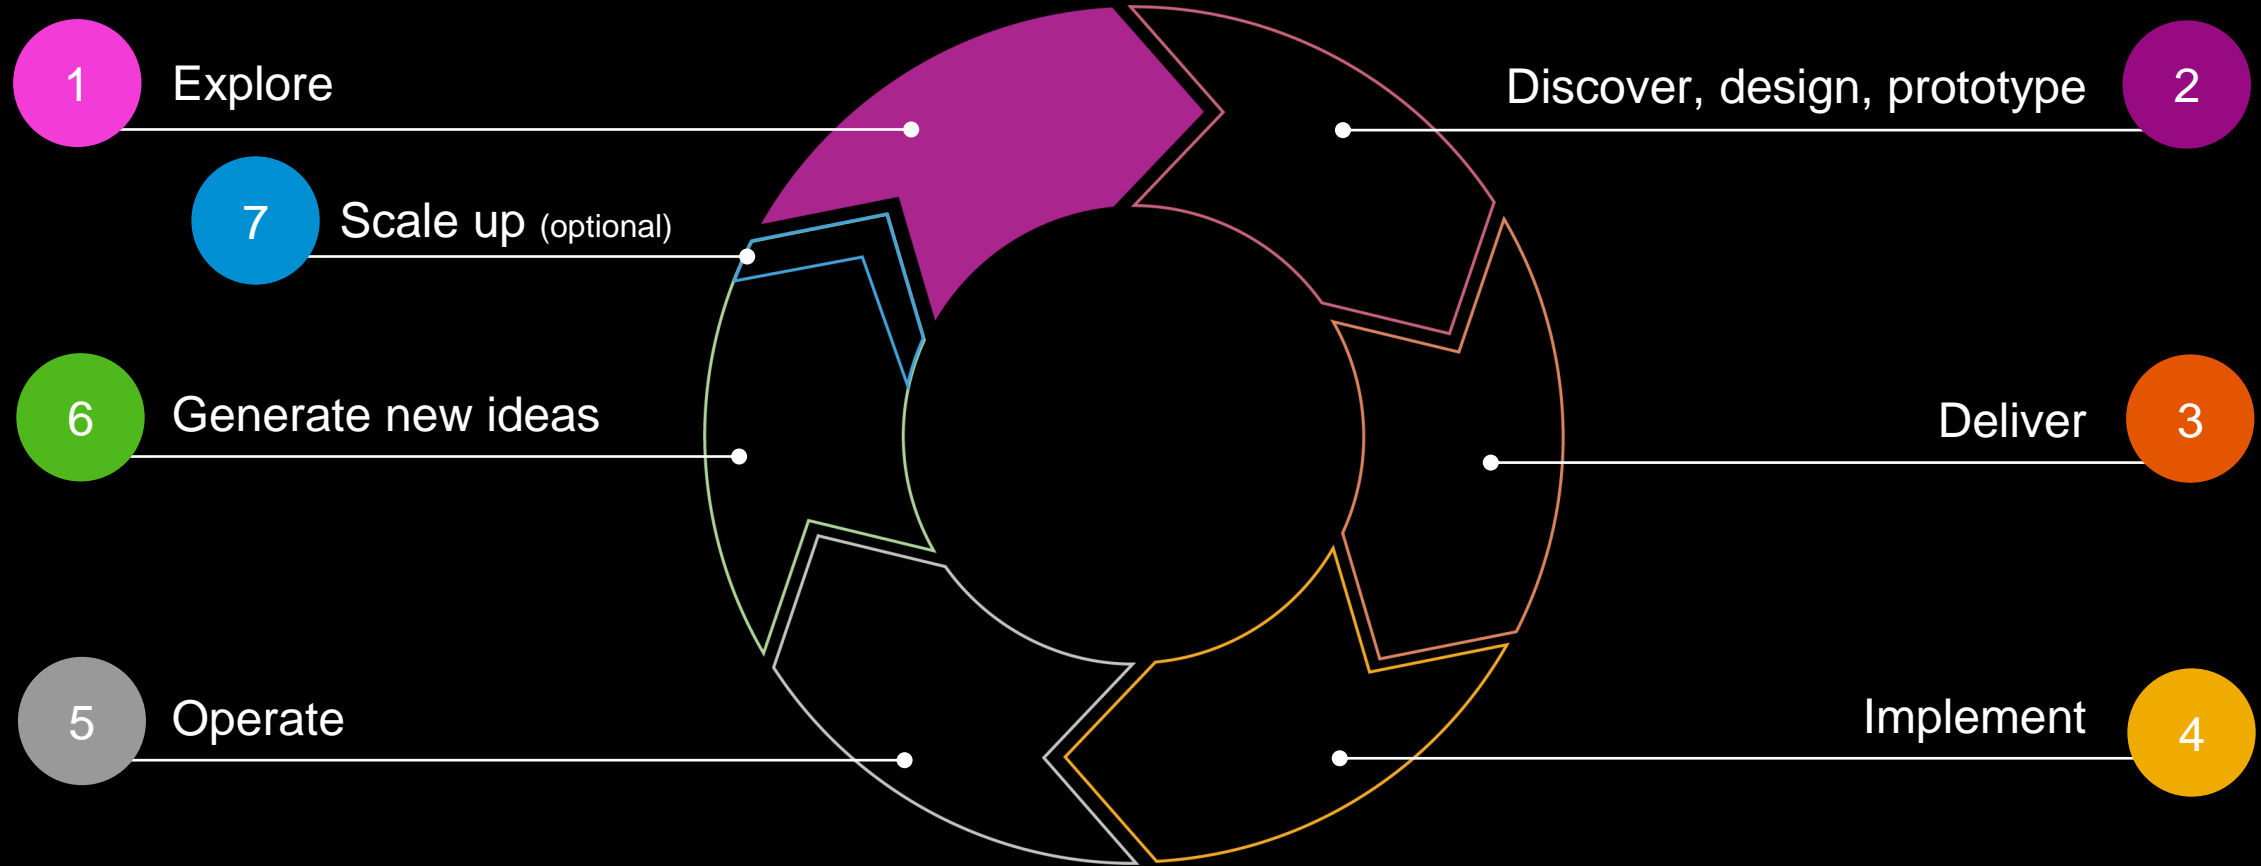 1 Explore
Discover, design, prototype 2
7 Scale up (optional)
6 Generate new ideas
Deliver 3
5 Operate
Implement 4